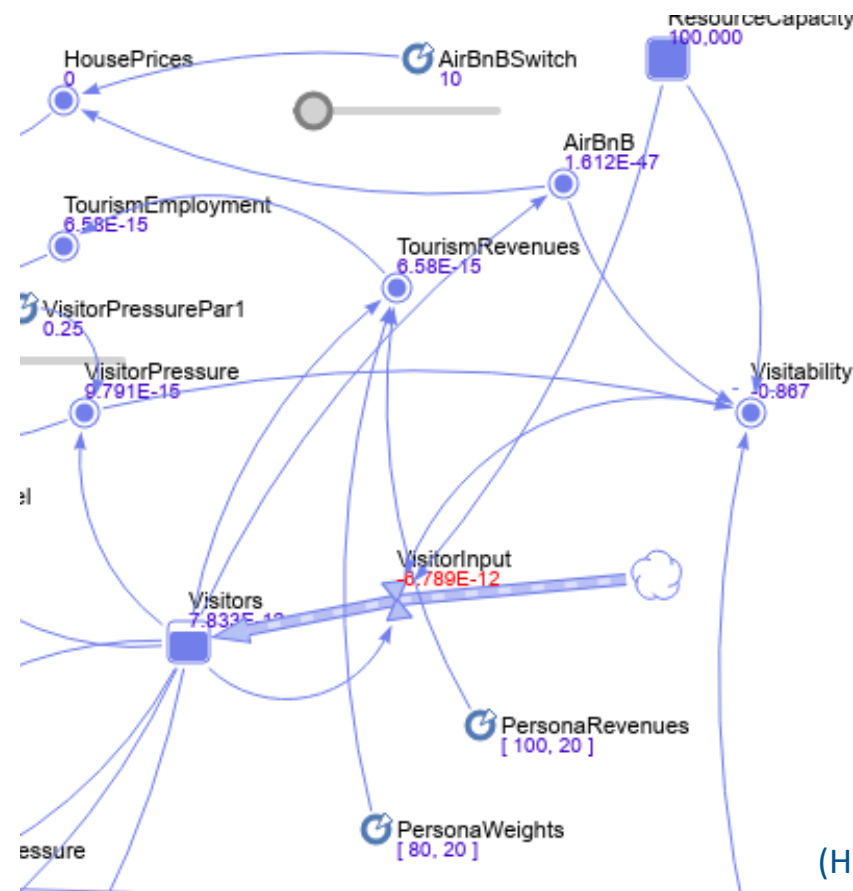 ResourceCapacity
100,000
HousePrices
0
AirBnBSwitch
10
AirBnB
1.612E-47
TourismEmployment
6.58E-15
TourismRevenues
6.58E-15
VisitorPressurePar1
0.25
VisitorPressure
9.791E-15
Visitability
-0.867
el
VisitorInput
-6.789E-12
Visitors
PersonaRevenues
[ 100, 20 ]
PersonaWeights
[ 80, 20 ]
essure
(H